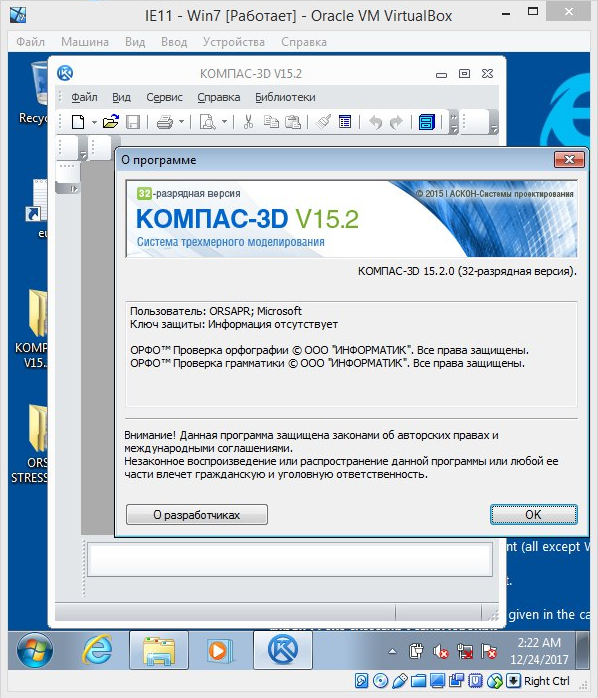 IE11 - Win7 [Работает] - Oracle VM VirtualBox
Файл Машина Вид Ввод Устройства Справка
Recyc
КОМПАС-3D V15.2
Файл Вид Сервис Справка Библиотеки
О программе
32-разрядная версия
© 2015 АСКОН-Системы проектирования
КОМПАС-3D V15.2
Система трехмерного моделирования
КОМПАС-3D 15.2.0 (32-разрядная версия).
Пользователь: ORSAPR; Microsoft
Ключ защиты: Информация отсутствует
ОРФО™ Проверка орфографии © ООО "ИНФОРМАТИК". Все права защищены.
ОРФО™ Проверка грамматики © ООО "ИНФОРМАТИК". Все права защищены.
Внимание! Данная программа защищена законами об авторских правах и
международными соглашениями.
Незаконное воспроизведение или распространение данной программы или любой ее
части влечет гражданскую и уголовную ответственность.
О разработчиках
OK
eu
KOM
V15.
ORS
STRESS
nt (all except V
t.
given in the ca
2:22 AM
12/24/2017
Right Ctrl